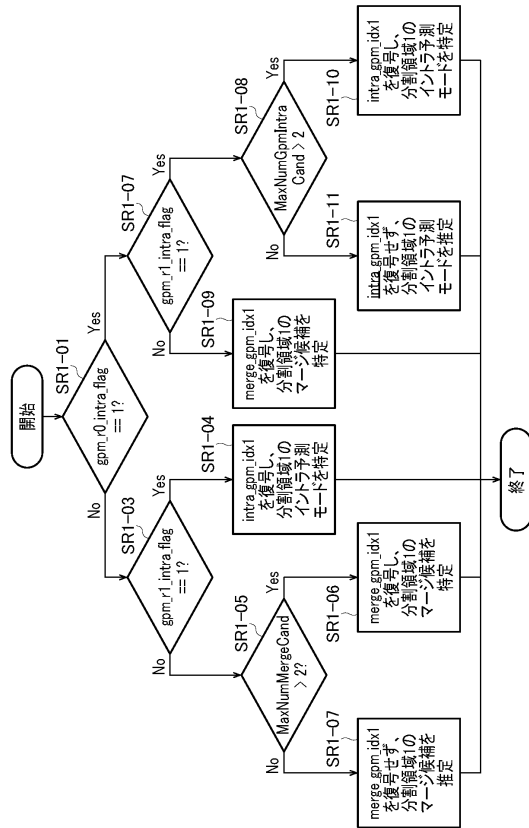 開始
SR1-01
gpm_r0_intra_flag
== 1?
No
Yes
SR1-03
gpm_r1_intra_flag
== 1?
No
Yes
SR1-07
gpm_r1_intra_flag
== 1?
No
Yes
SR1-05
MaxNumMergeCand
> 2?
No
Yes
SR1-04
intra_gpm_idx1
を復号し、
分割領域1の
イントラ予測
モードを特定
SR1-09
merge_gpm_idx1
を復号し、
分割領域1の
マージ候補を
特定
SR1-08
MaxNumGpmIntra
Cand > 2
No
Yes
SR1-07
merge_gpm_idx1
を復号せず、
分割領域1の
マージ候補を
推定
SR1-06
merge_gpm_idx1
を復号し、
分割領域1の
マージ候補を
特定
SR1-11
intra_gpm_idx1
を復号せず、
分割領域1の
イントラ予測
モードを推定
SR1-10
intra_gpm_idx1
を復号し、
分割領域1の
イントラ予測
モードを特定
終了